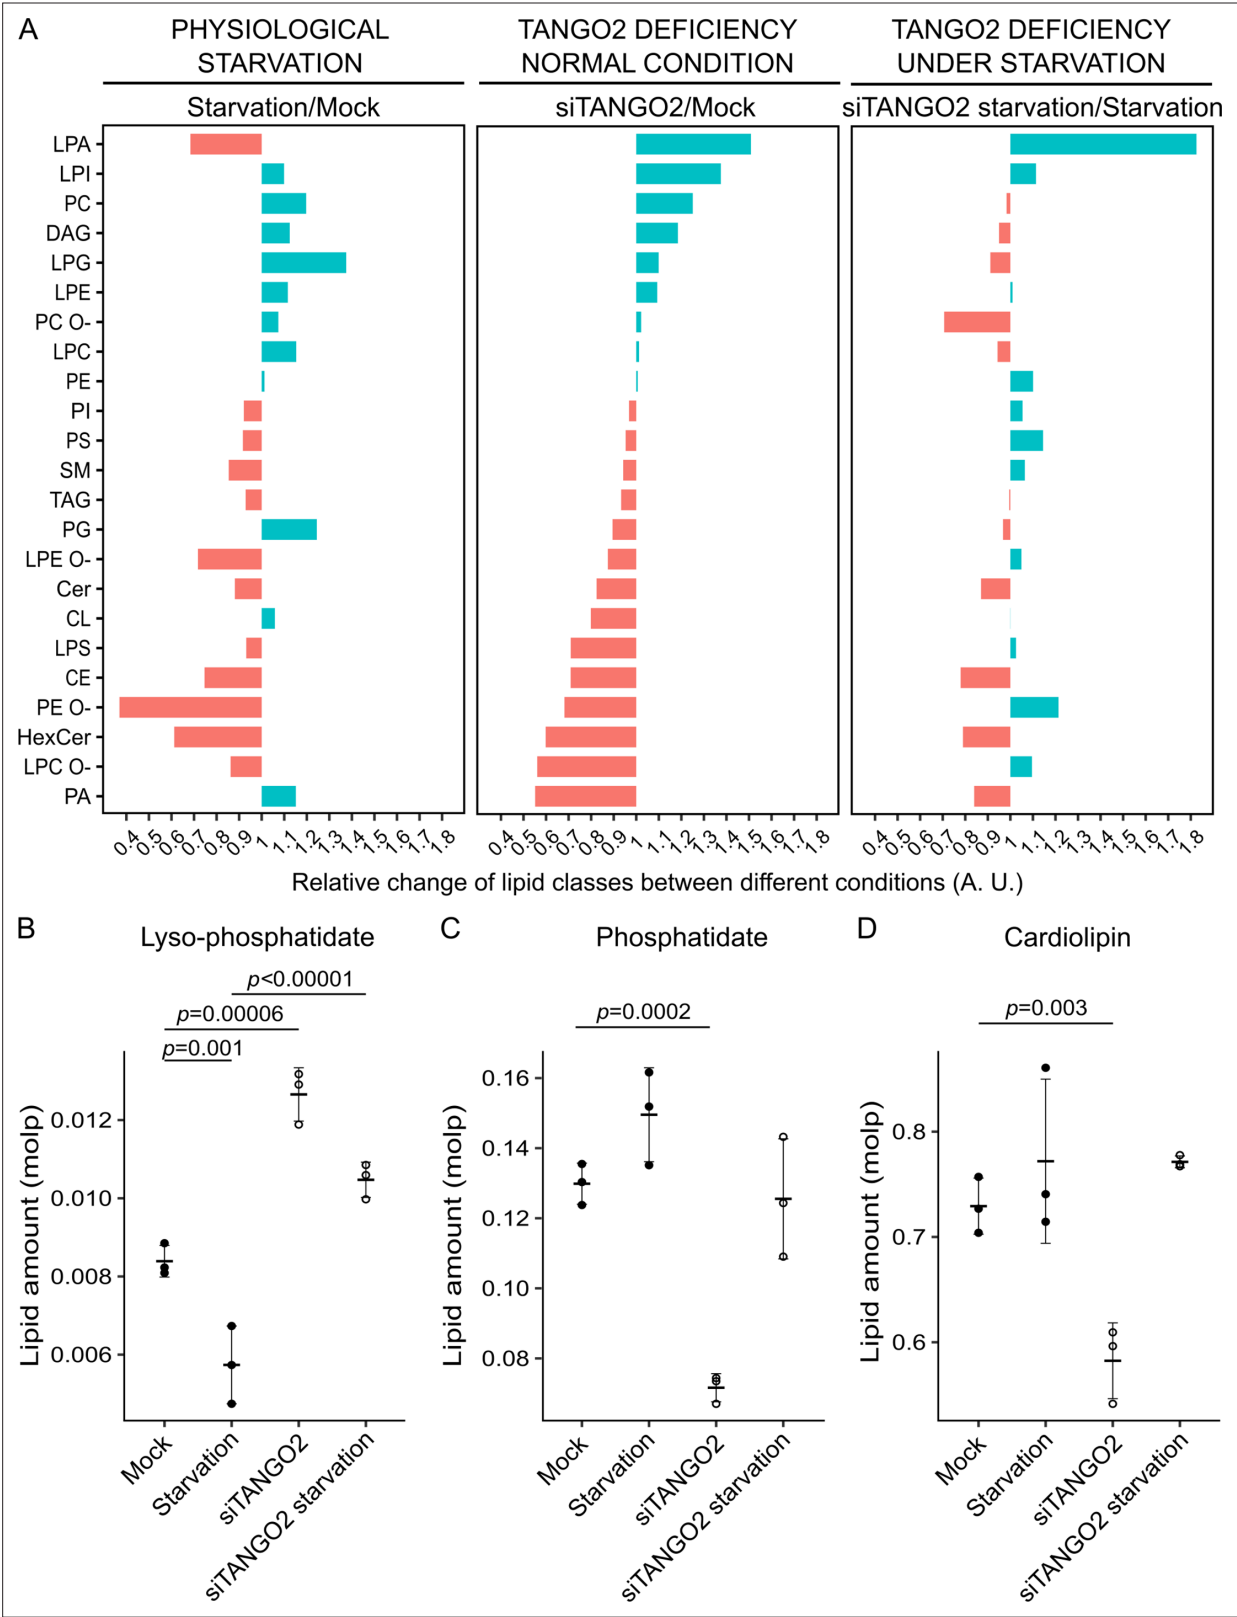 A
PHYSIOLOGICAL
STARVATION
TANGO2 DEFICIENCY
NORMAL CONDITION
TANGO2 DEFICIENCY
UNDER STARVATION
Starvation/Mock
siTANGO2/Mock
siTANGO2 starvation/Starvation
LPA
LPI
PC
DAG
LPG
LPE
PC O-
LPC
PE
PI
PS
SM
TAG
PG
LPE O-
Cer
CL
LPS
CE
PE O-
HexCer
LPC O-
PA
0.4 0.5 0.6 0.7 0.8 0.9 1 1.1 1.2 1.3 1.4 1.5 1.6 1.7 1.8
0.4 0.5 0.6 0.7 0.8 0.9 1 1.1 1.2 1.3 1.4 1.5 1.6 1.7 1.8
0.4 0.5 0.6 0.7 0.8 0.9 1 1.1 1.2 1.3 1.4 1.5 1.6 1.7 1.8
Relative change of lipid classes between different conditions (A. U.)
B
Lyso-phosphatidate
p<0.00001
p=0.00006
p=0.001
Lipid amount (molp)
0.012
0.010
0.008
0.006
Mock
Starvation
siTANGO2
siTANGO2 starvation
C
Phosphatidate
p=0.0002
Lipid amount (molp)
0.16
0.14
0.12
0.10
0.08
Mock
Starvation
siTANGO2
siTANGO2 starvation
D
Cardiolipin
p=0.003
Lipid amount (molp)
0.8
0.7
0.6
Mock
Starvation
siTANGO2
siTANGO2 starvation